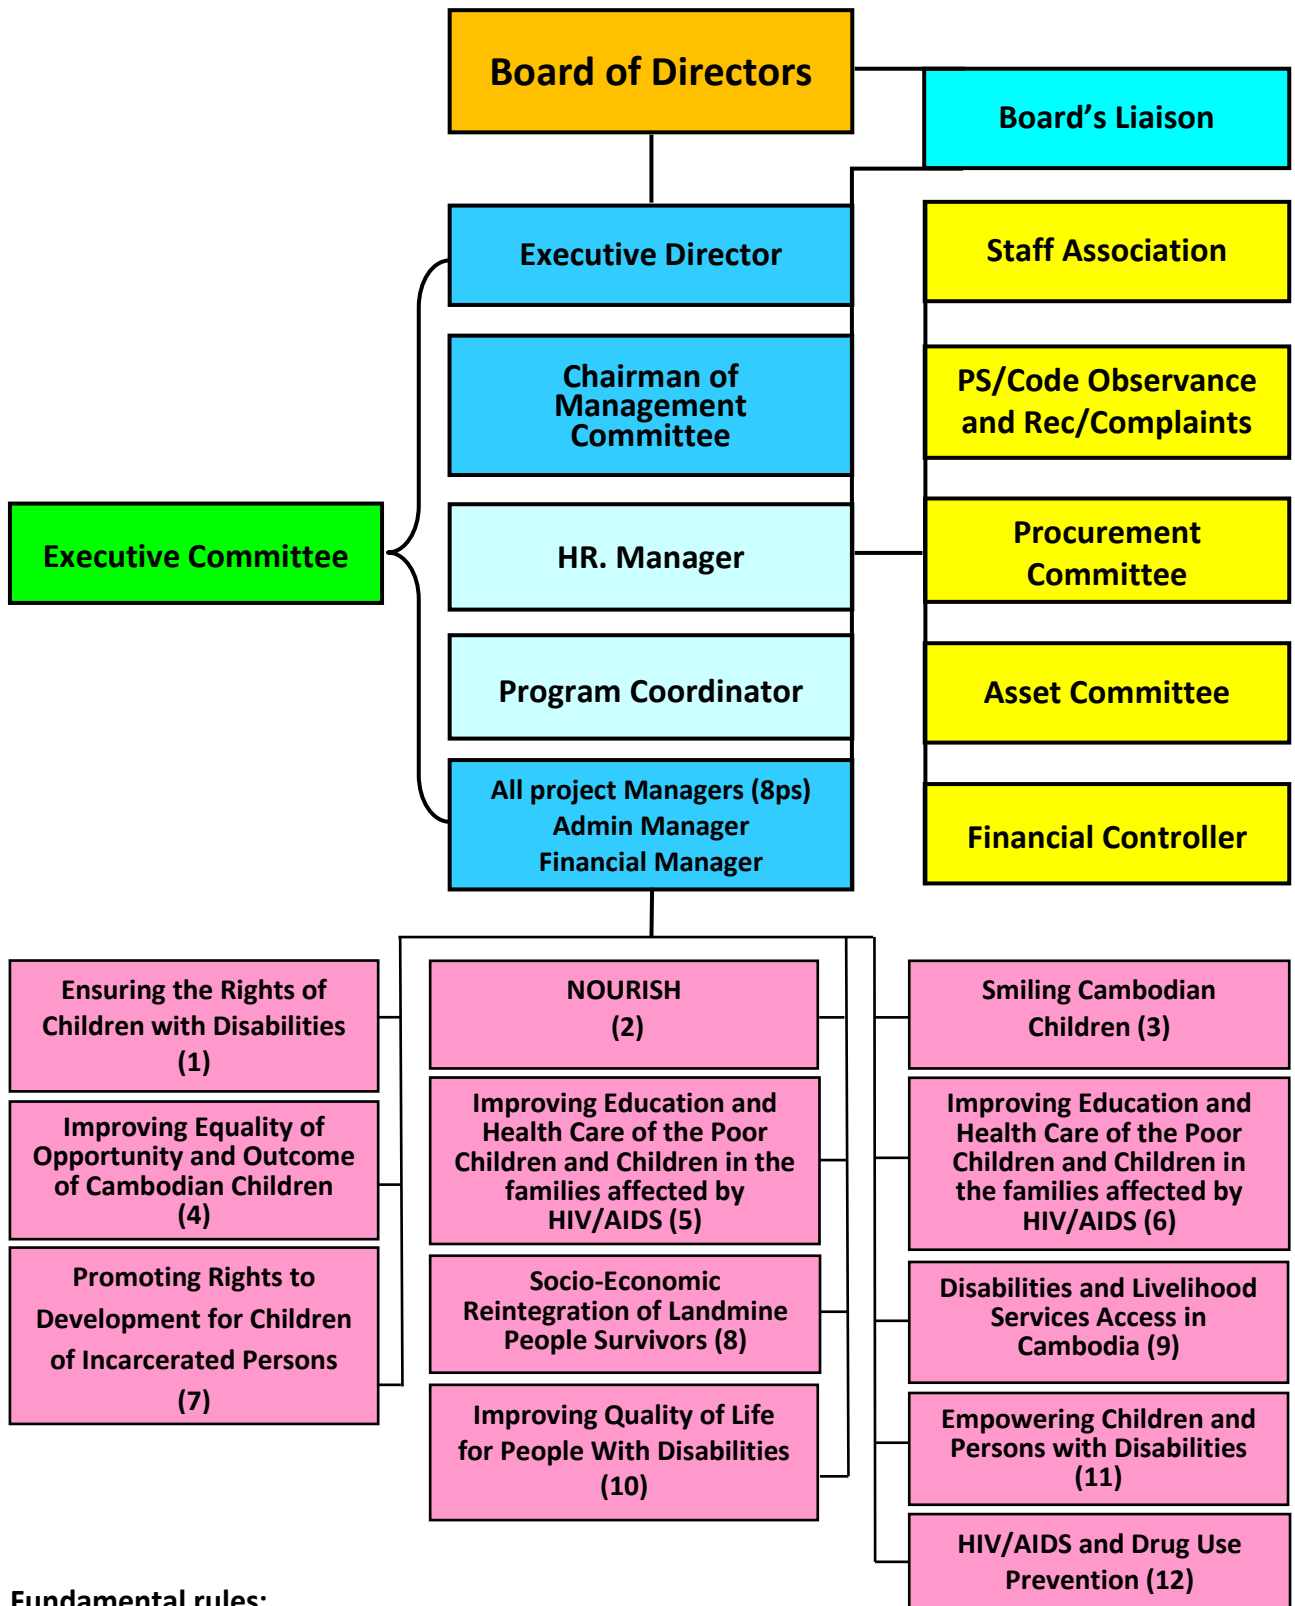 Board of Directors
Board’s Liaison
Executive Director
Staff Association
Chairman of
Management
Committee
PS/Code Observance
and Rec/Complaints
Executive Committee
HR. Manager
Procurement
Committee
Program Coordinator
Asset Committee
All project Managers (8ps)
Admin Manager
Financial Manager
Financial Controller
Ensuring the Rights of
Children with Disabilities
(1)
NOURISH
(2)
Smiling Cambodian
Children (3)
Improving Equality of
Opportunity and Outcome
of Cambodian Children
(4)
Improving Education and
Health Care of the Poor
Children and Children in the
families affected by
HIV/AIDS (5)
Improving Education and
Health Care of the Poor
Children and Children in
the families affected by
HIV/AIDS (6)
Promoting Rights to
Development for Children
of Incarcerated Persons
(7)
Socio-Economic
Reintegration of Landmine
People Survivors (8)
Disabilities and Livelihood
Services Access in
Cambodia (9)
Improving Quality of Life
for People With Disabilities
(10)
Empowering Children and
Persons with Disabilities
(11)
HIV/AIDS and Drug Use
Prevention (12)
Fundamental rules: